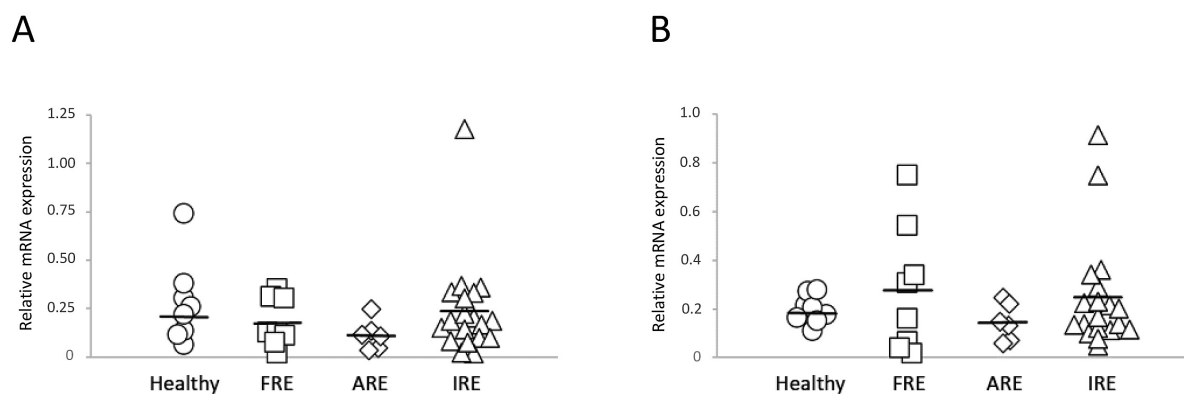 A
Relative mRNA expression
1.25
1.00
0.75
0.50
0.25
0
Healthy FRE ARE IRE
B
Relative mRNA expression
1.0
0.8
0.6
0.4
0.2
0
Healthy FRE ARE IRE